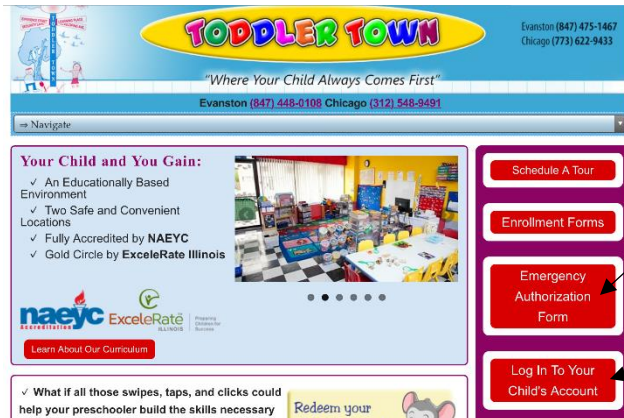 TODDLER TOWN
Evanston (847) 475-1467
Chicago (773) 622-9433
"Where Your Child Always Comes First"
Evanston (847) 448-0108 Chicago (312) 548-9491
⇒ Navigate
Your Child and You Gain:
✓ An Educationally Based
Environment
✓ Two Safe and Convenient
Locations
✓ Fully Accredited by NAEYC
✓ Gold Circle by ExceleRate Illinois
naeyc
Accreditation
ExceleRate
ILLINOIS
Preparing
Children for
Success
Learn About Our Curriculum
Schedule A Tour
Enrollment Forms
Emergency
Authorization
Form
Log In To Your
Child's Account
✓ What if all those swipes, taps, and clicks could
help your preschooler build the skills necessary
Redeem your